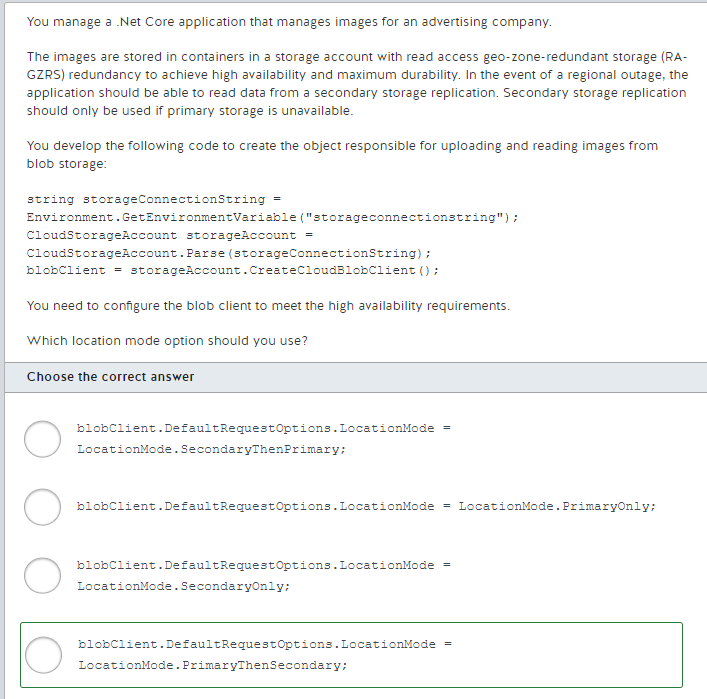 You manage a .Net Core application that manages images for an advertising company.
The images are stored in containers in a storage account with read access geo-zone-redundant storage (RA-
GZRS) redundancy to achieve high availability and maximum durability. In the event of a regional outage, the
application should be able to read data from a secondary storage replication. Secondary storage replication
should only be used if primary storage is unavailable.
You develop the following code to create the object responsible for uploading and reading images from
blob storage:
string storageConnectionString =
Environment.GetEnvironmentVariable("storageconnectionstring");
CloudStorageAccount storageAccount =
CloudStorageAccount.Parse(storageConnectionString);
blobClient = storageAccount.CreateCloudBlobClient();
You need to configure the blob client to meet the high availability requirements.
Which location mode option should you use?
Choose the correct answer
blobClient.DefaultRequestOptions.LocationMode =
LocationMode.SecondaryThenPrimary;
blobClient.DefaultRequestOptions.LocationMode = LocationMode.PrimaryOnly;
blobClient.DefaultRequestOptions.LocationMode =
LocationMode.SecondaryOnly;
blobClient.DefaultRequestOptions.LocationMode =
LocationMode.PrimaryThenSecondary;